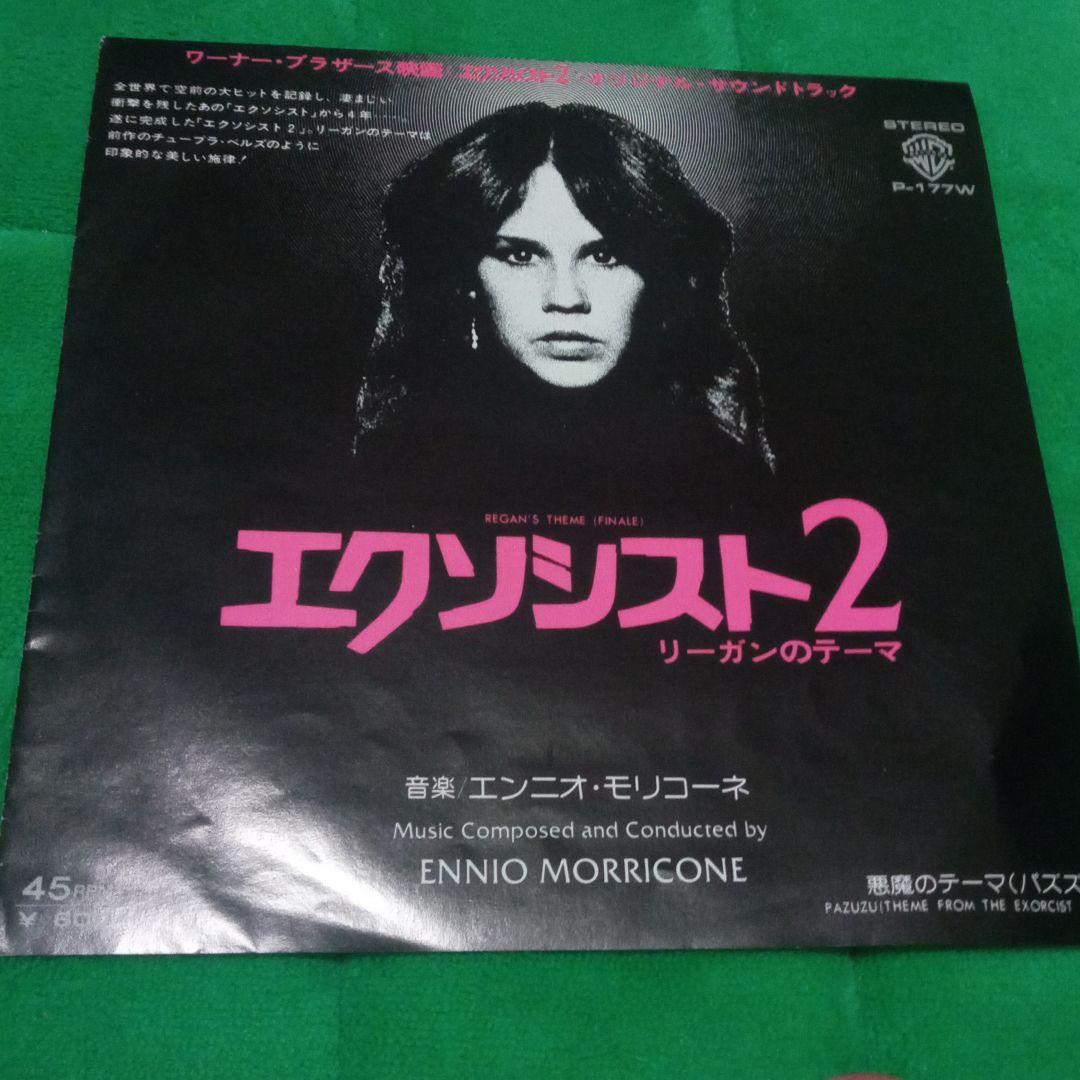 ワーナー・ブラザース映画 エクソシスト2・オリジナル・サウンドトラック
全世界で空前の大ヒットを記録し、凄まじい
衝撃を残したあの「エクソシスト」から4年……。
遂に完成した「エクソシスト2」。リーガンのテーマは
前作のチューブラ・ベルズのように
印象的な美しい施律!
STEREO
P-177W
REGAN'S THEME (FINALE)
エクソシスト2
リーガンのテーマ
音楽/エンニオ・モリコーネ
Music Composed and Conducted by
ENNIO MORRICONE
45RPM
¥ 60
悪魔のテーマ(パズズ
PAZUZU(THEME FROM THE EXORCIST